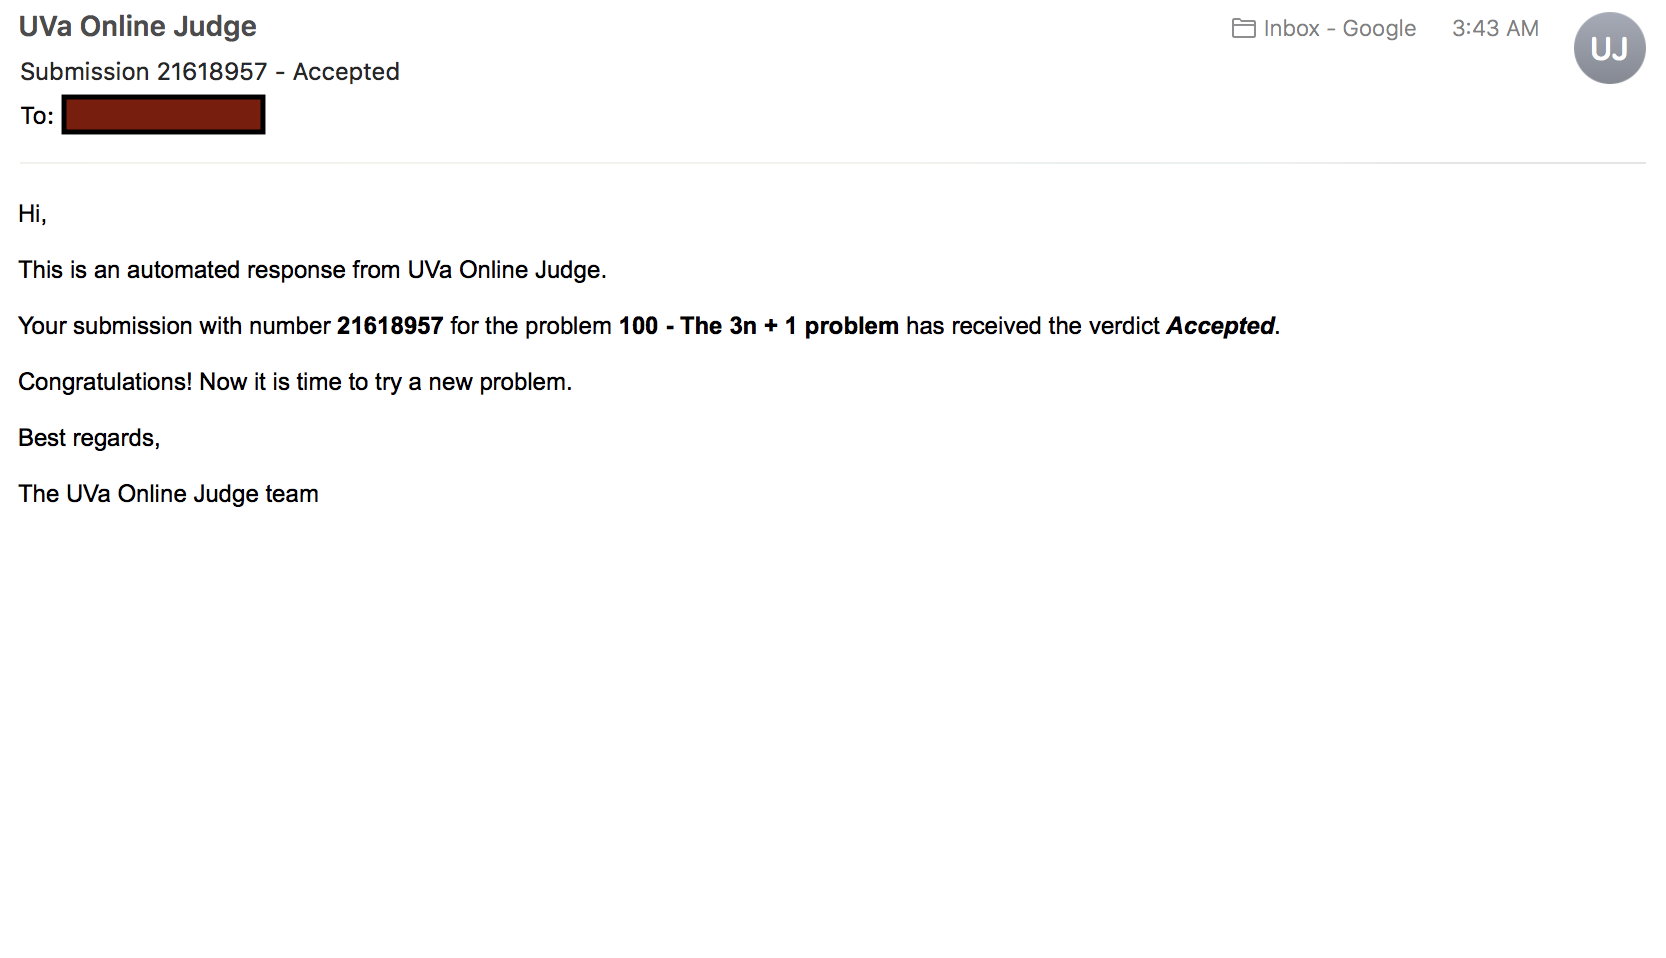 UVa Online Judge
Inbox - Google 3:43 AM
UJ
Submission 21618957 - Accepted
To:
Hi,
This is an automated response from UVa Online Judge.
Your submission with number 21618957 for the problem 100 - The 3n + 1 problem has received the verdict Accepted.
Congratulations! Now it is time to try a new problem.
Best regards,
The UVa Online Judge team